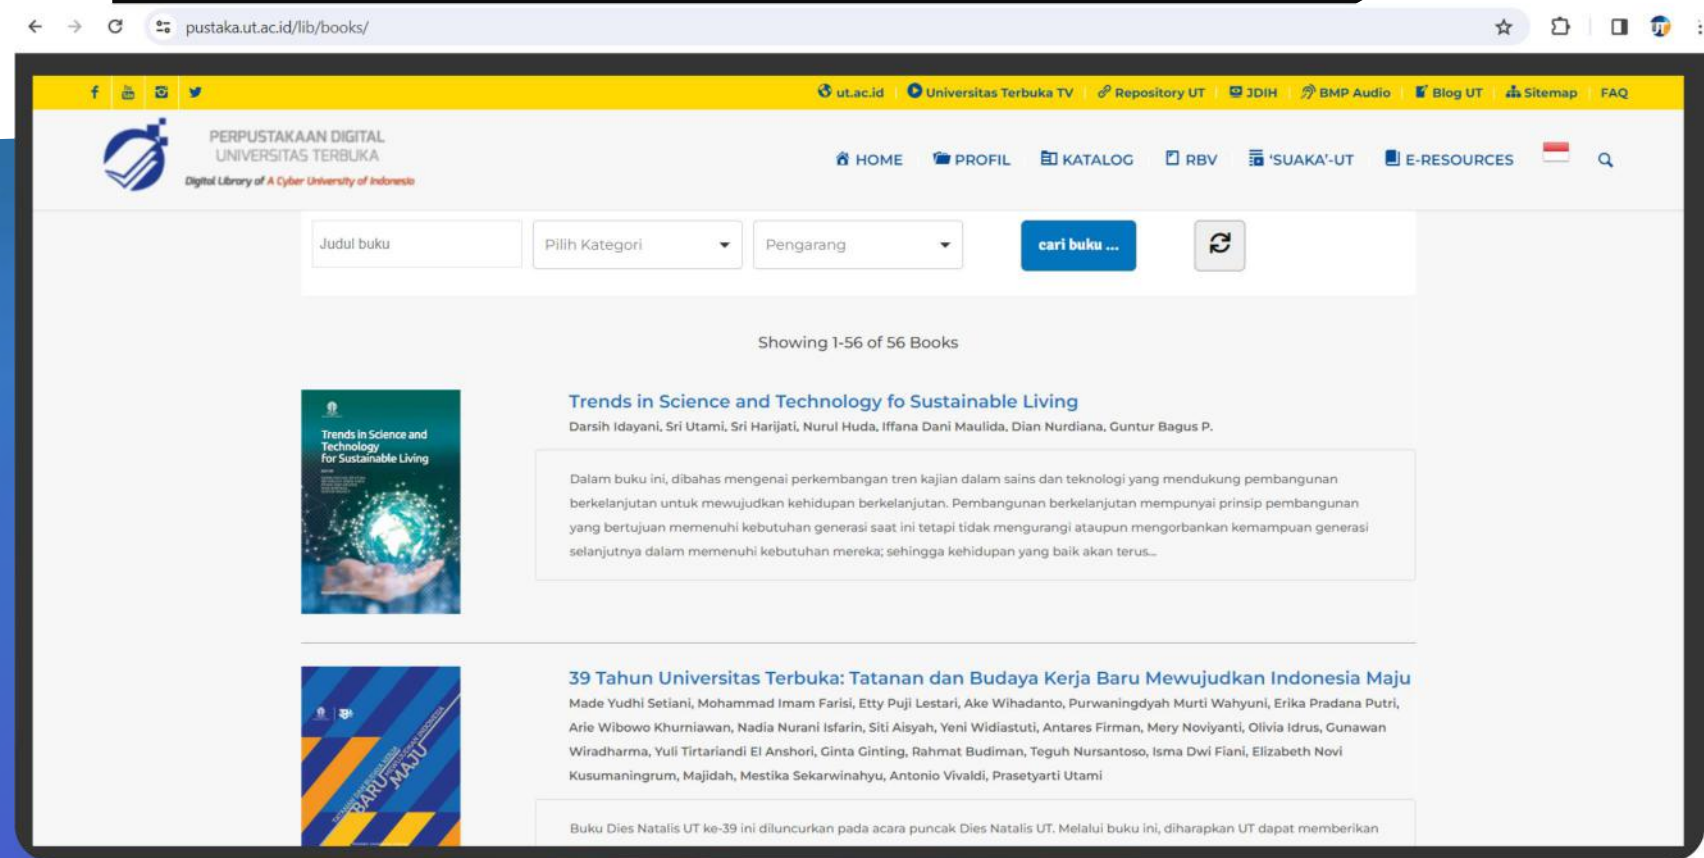 pustaka.ut.ac.id/lib/books/
ut.ac.id Universitas Terbuka TV Repository UT JDIH BMP Audio Blog UT Sitemap FAQ
PERPUSTAKAAN DIGITAL
UNIVERSITAS TERBUKA
Digital Library of A Cyber University of Indonesia
HOME PROFIL KATALOG RBV 'SUAKA'-UT E-RESOURCES
Judul buku Pilih Kategori Pengarang cari buku ...
Showing 1-56 of 56 Books
Trends in Science and
Technology
for Sustainable Living
Trends in Science and Technology fo Sustainable Living
Darsih Idayani, Sri Utami, Sri Harijati, Nurul Huda, Iffana Dani Maulida, Dian Nurdiana, Guntur Bagus P.
Dalam buku ini, dibahas mengenai perkembangan tren kajian dalam sains dan teknologi yang mendukung pembangunan
berkelanjutan untuk mewujudkan kehidupan berkelanjutan. Pembangunan berkelanjutan mempunyai prinsip pembangunan
yang bertujuan memenuhi kebutuhan generasi saat ini tetapi tidak mengurangi ataupun mengorbankan kemampuan generasi
selanjutnya dalam memenuhi kebutuhan mereka; sehingga kehidupan yang baik akan terus...
BARU MAJU
39 Tahun Universitas Terbuka: Tatanan dan Budaya Kerja Baru Mewujudkan Indonesia Maju
Made Yudhi Setiani, Mohammad Imam Farisi, Etty Puji Lestari, Ake Wihadanto, Purwaningdyah Murti Wahyuni, Erika Pradana Putri,
Arie Wibowo Khurniawan, Nadia Nurani Isfarin, Siti Aisyah, Yeni Widiastuti, Antares Firman, Mery Noviyanti, Olivia Idrus, Gunawan
Wiradharma, Yuli Tirtariandi El Anshori, Ginta Ginting, Rahmat Budiman, Teguh Nursantoso, Isma Dwi Fiani, Elizabeth Novi
Kusumaningrum, Majidah, Mestika Sekarwinahyu, Antonio Vivaldi, Prasetyarti Utami
Buku Dies Natalis UT ke-39 ini diluncurkan pada acara puncak Dies Natalis UT. Melalui buku ini, diharapkan UT dapat memberikan